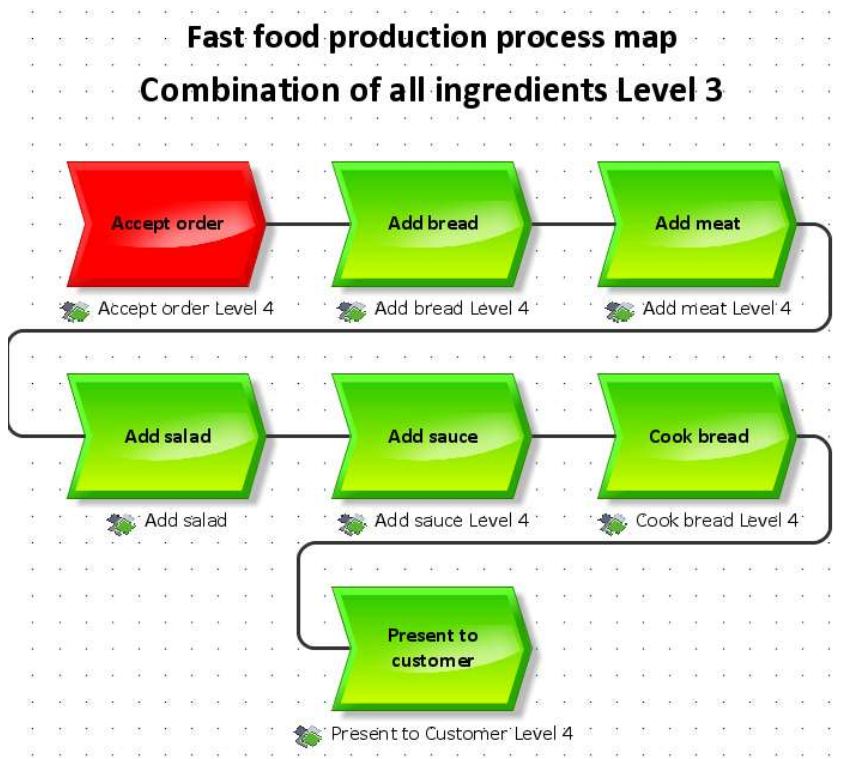 Fast food production process map
Combination of all ingredients Level 3
Accept order
Add bread
Add meat
Accept order Level 4
Add bread Level 4
Add meat Level 4
Add salad
Add sauce
Cook bread
Add salad
Add sauce Level 4
Cook bread Level 4
Present to
customer
Present to Customer Level 4